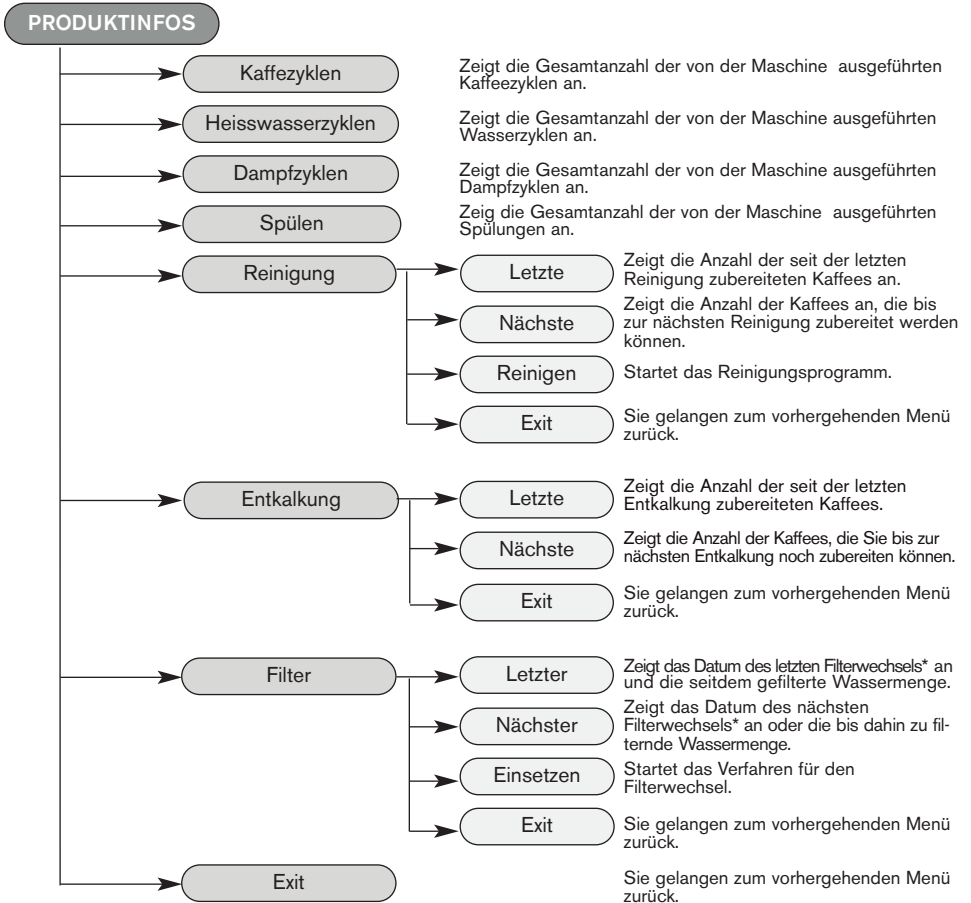 PRODUKTINFOS
Kaffezyklen
Zeigt die Gesamtanzahl der von der Maschine ausgeführten
Kaffeezyklen an.
Heisswasserzyklen
Zeigt die Gesamtanzahl der von der Maschine ausgeführten
Wasserzyklen an.
Dampfzyklen
Zeigt die Gesamtanzahl der von der Maschine ausgeführten
Dampfzyklen an.
Spülen
Zeig die Gesamtanzahl der von der Maschine ausgeführten
Spülungen an.
Reinigung
Letzte
Zeigt die Anzahl der seit der letzten
Reinigung zubereiteten Kaffees an.
Nächste
Zeigt die Anzahl der Kaffees an, die bis
zur nächsten Reinigung zubereitet werden
können.
Reinigen
Startet das Reinigungsprogramm.
Exit
Sie gelangen zum vorhergehenden Menü
zurück.
Entkalkung
Letzte
Zeigt die Anzahl der seit der letzten
Entkalkung zubereiteten Kaffees.
Nächste
Zeigt die Anzahl der Kaffees, die Sie bis zur
nächsten Entkalkung noch zubereiten können.
Exit
Sie gelangen zum vorhergehenden Menü
zurück.
Filter
Letzter
Zeigt das Datum des letzten Filterwechsels* an
und die seitdem gefilterte Wassermenge.
Nächster
Zeigt das Datum des nächsten
Filterwechsels* an oder die bis dahin zu fil-
ternde Wassermenge.
Einsetzen
Startet das Verfahren für den
Filterwechsel.
Exit
Sie gelangen zum vorhergehenden Menü
zurück.
Exit
Sie gelangen zum vorhergehenden Menü
zurück.